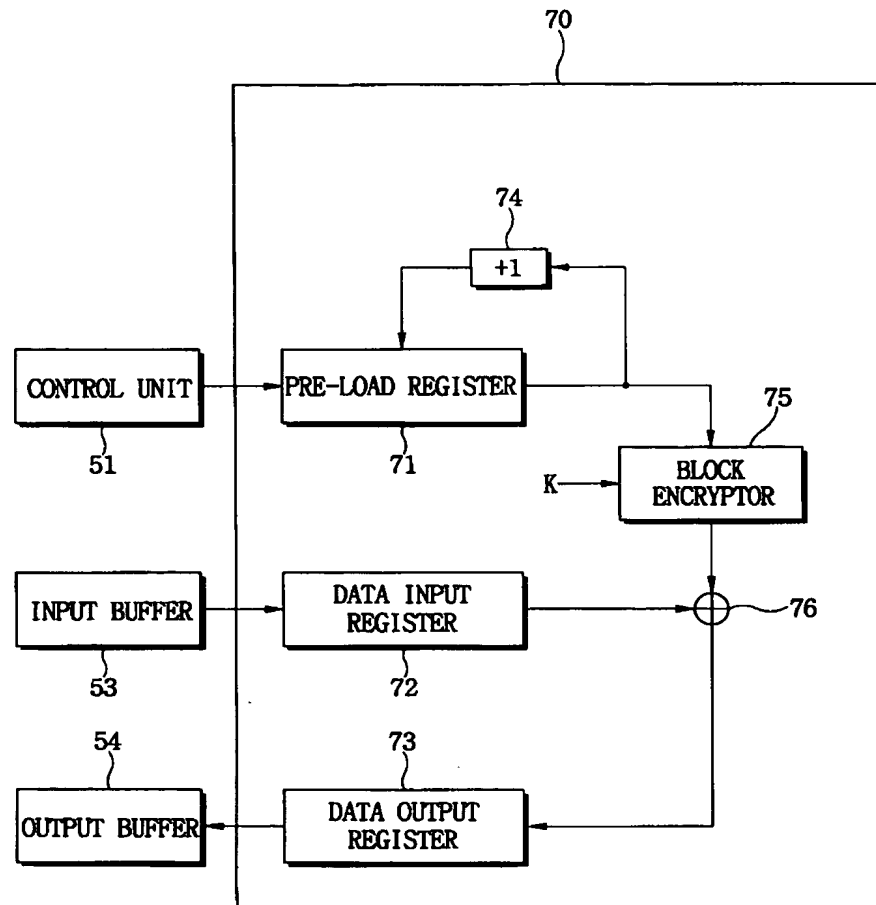 70
74
+1
CONTROL UNIT
51
PRE-LOAD REGISTER
71
75
BLOCK
ENCRYPTOR
K
INPUT BUFFER
53
DATA INPUT
REGISTER
72
76
54
OUTPUT BUFFER
73
DATA OUTPUT
REGISTER